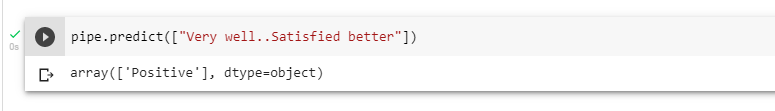 pipe.predict(["Very well..Satisfied better"])
0s
array(['Positive'], dtype=object)